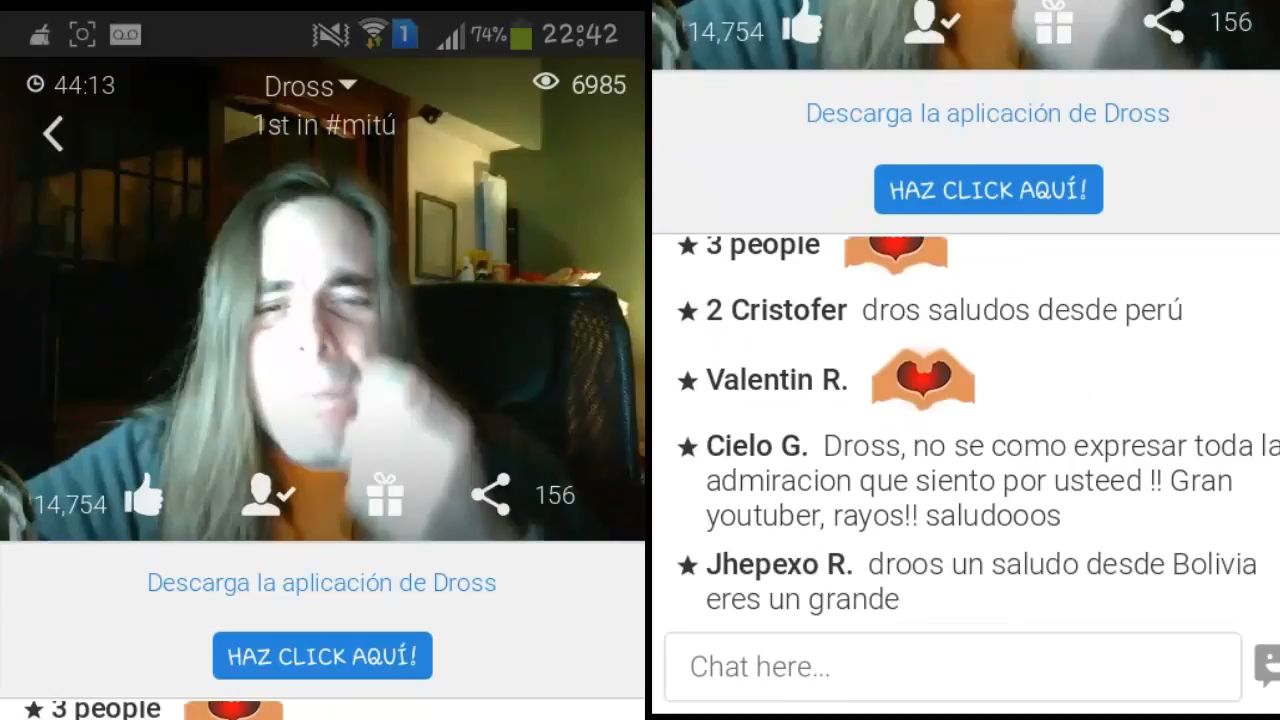 1 74% 22:42
44:13 Dross 6985
1st in #mitú
14,754 156
Descarga la aplicación de Dross
HAZ CLICK AQUÍ!
★ 3 people
14,754 156
Descarga la aplicación de Dross
HAZ CLICK AQUÍ!
★ 3 people
★ 2 Cristofer dros saludos desde perú
★ Valentin R.
★ Cielo G. Dross, no se como expresar toda la
admiracion que siento por usteed !! Gran
youtuber, rayos!! saludooos
★ Jhepexo R. droos un saludo desde Bolivia
eres un grande
Chat here...